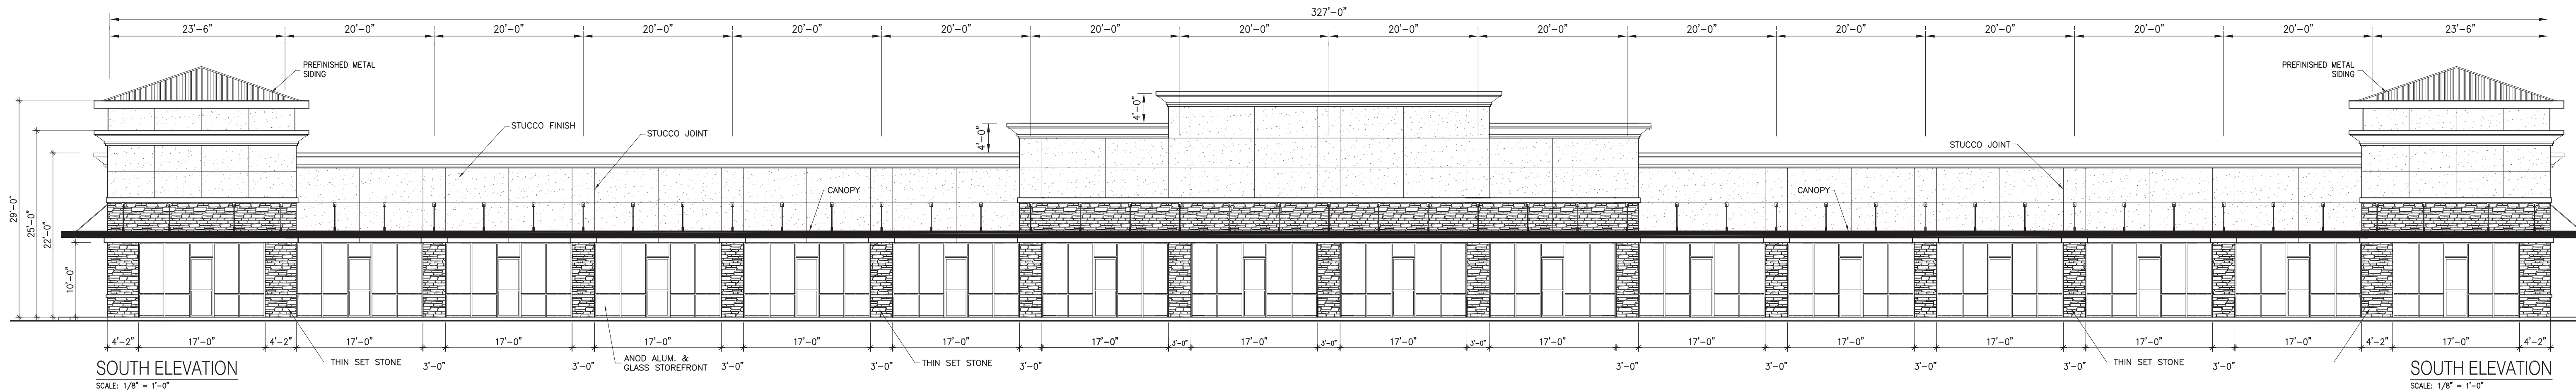 327'-0"
23'-6" 20'-0" 20'-0" 20'-0" 20'-0" 20'-0" 20'-0" 20'-0" 20'-0" 20'-0" 20'-0" 20'-0" 20'-0" 20'-0" 20'-0" 23'-6"
PREFINISHED METAL
SIDING
PREFINISHED METAL
SIDING
4'-0"
4'-0"
STUCCO FINISH
STUCCO JOINT
STUCCO JOINT
CANOPY
CANOPY
29'-0"
25'-0"
22'-0"
10'-0"
4'-2" 17'-0" 4'-2" 17'-0" 17'-0" 17'-0" 17'-0" 17'-0" 17'-0" 3'-0" 17'-0" 3'-0" 17'-0" 3'-0" 17'-0" 17'-0" 17'-0" 17'-0" 17'-0" 17'-0" 4'-2" 17'-0" 4'-2"
THIN SET STONE
3'-0" 3'-0"
ANOD ALUM. &
GLASS STOREFRONT
3'-0" 3'-0"
THIN SET STONE
3'-0" 3'-0" 3'-0" 3'-0" 3'-0"
THIN SET STONE
3'-0"
SOUTH ELEVATION
SCALE: 1/8" = 1'-0"
SOUTH ELEVATION
SCALE: 1/8" = 1'-0"